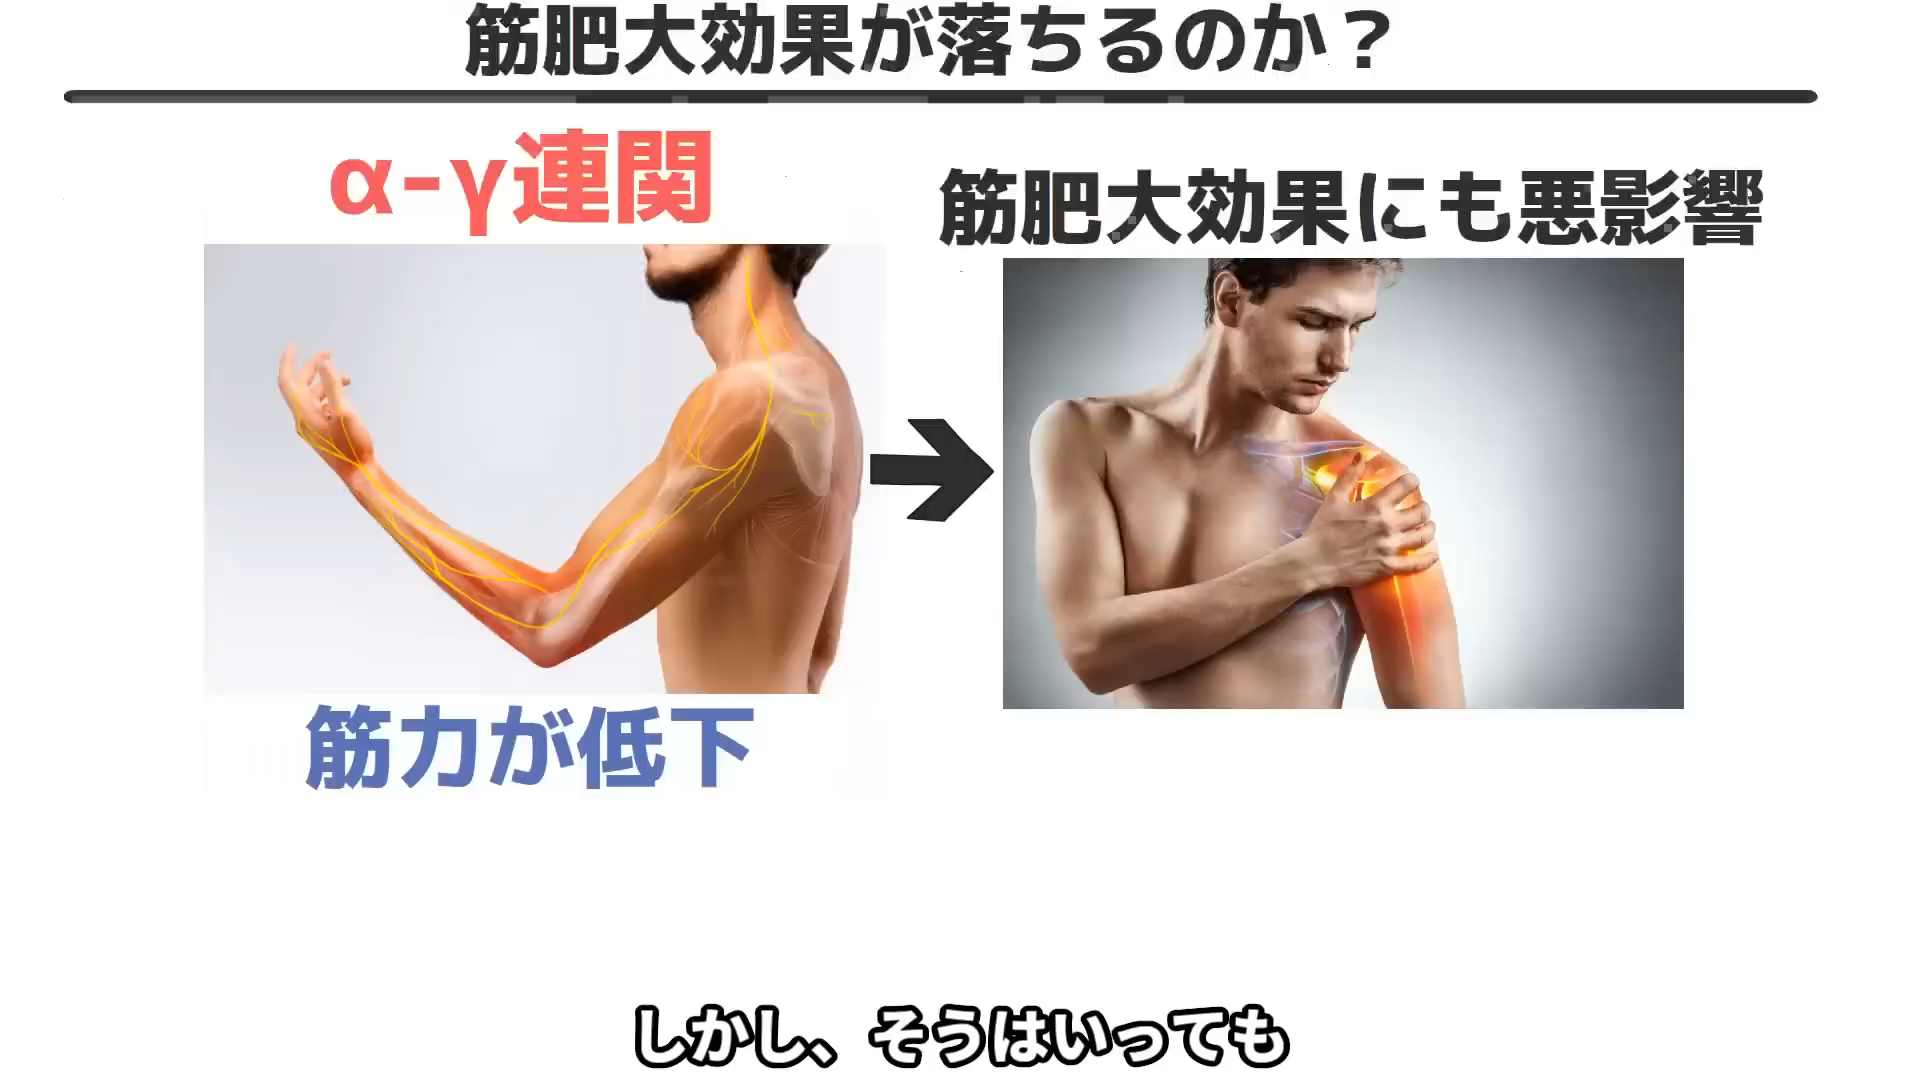 筋肥大効果が落ちるのか？
α-γ連関
筋肥大効果にも悪影響
筋力が低下
しかし、そうはいっても